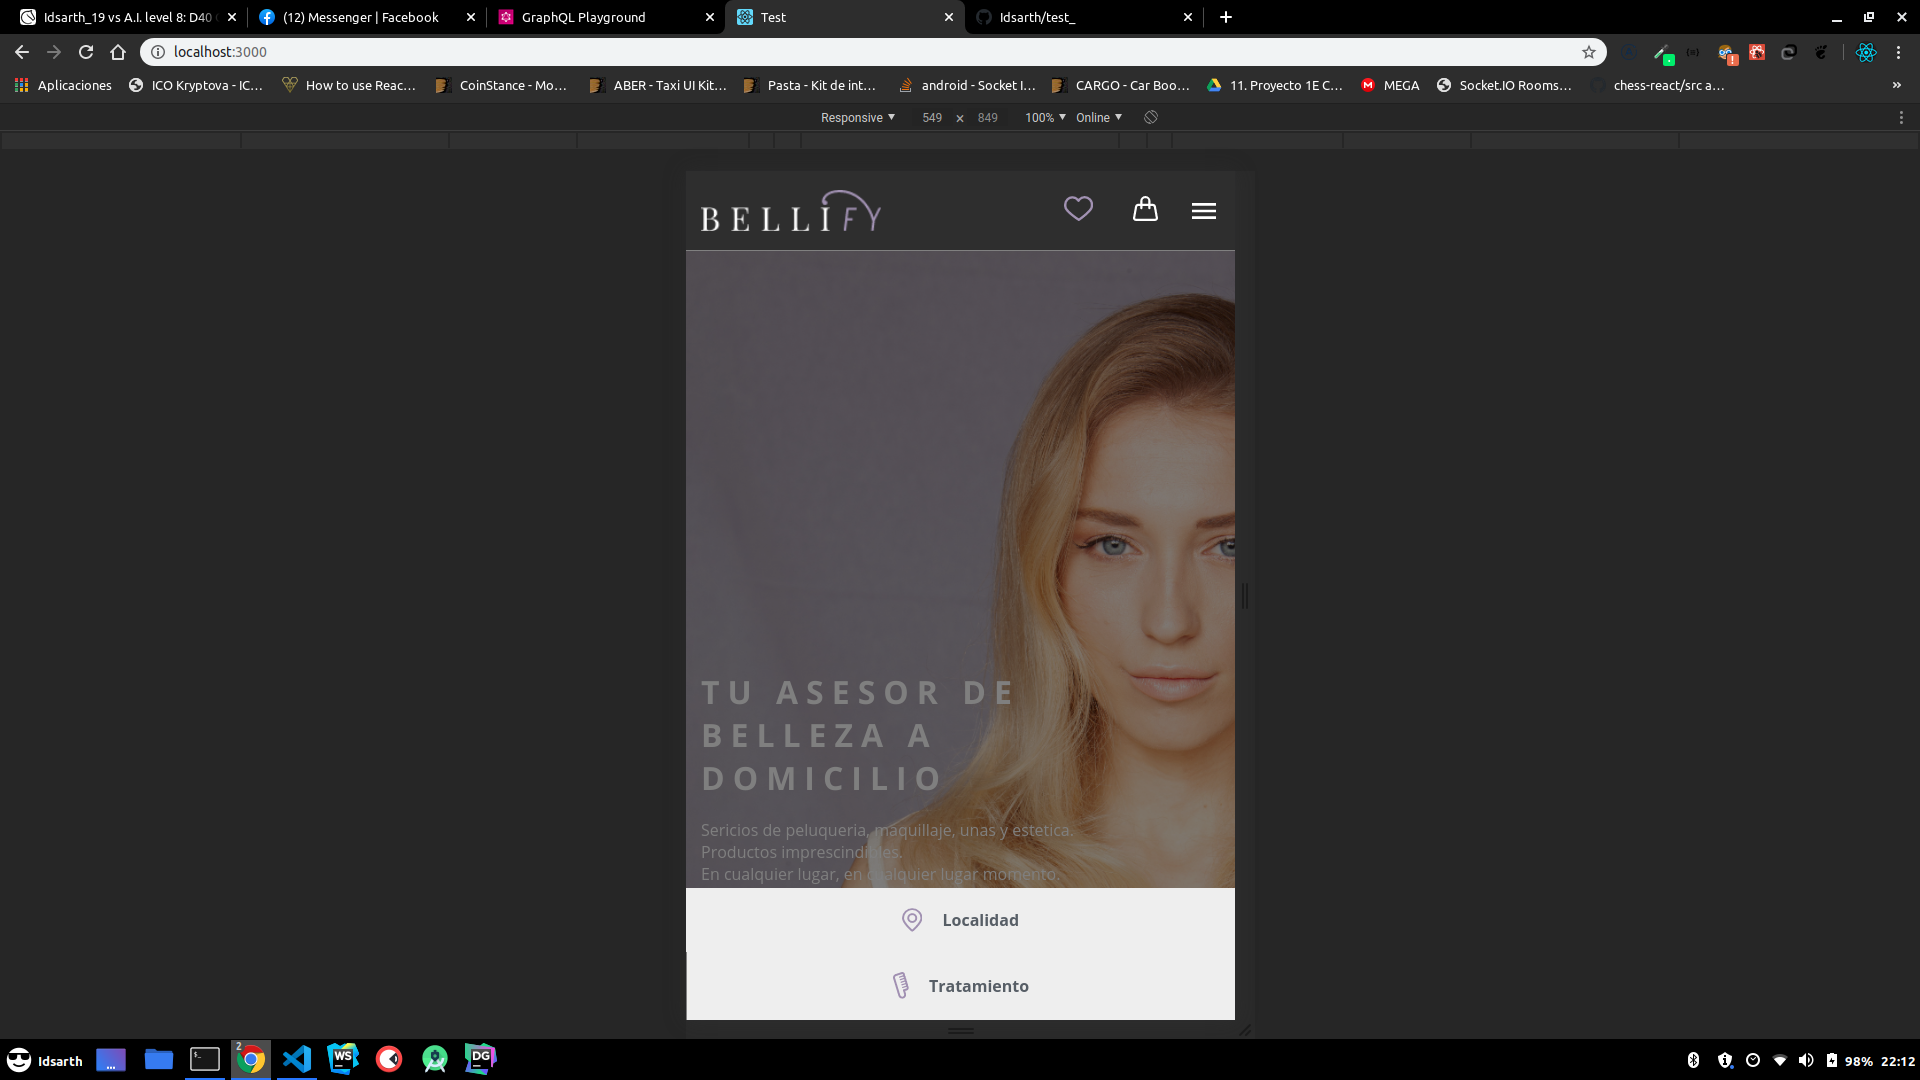 Idsarth_19 vs A.I. level 8: D40
(12) Messenger | Facebook
GraphQL Playground
Test
Idsarth/test_
localhost:3000
Aplicaciones
ICO Kryptova - IC...
How to use Reac...
CoinStance - Mo...
ABER - Taxi UI Kit...
Pasta - Kit de int...
android - Socket I...
CARGO - Car Boo...
11. Proyecto 1E C...
MEGA
Socket.IO Rooms...
chess-react/src a...
»
Responsive
549 × 849
100%
Online
BELLIFY
TU ASESOR DE
BELLEZA A
DOMICILIO
Sericios de peluqueria, maquillaje, unas y estetica.
Productos imprescindibles.
En cualquier lugar, en cualquier lugar momento.
Localidad
Tratamiento
Idsarth
2
WS
DG
98%
22:12